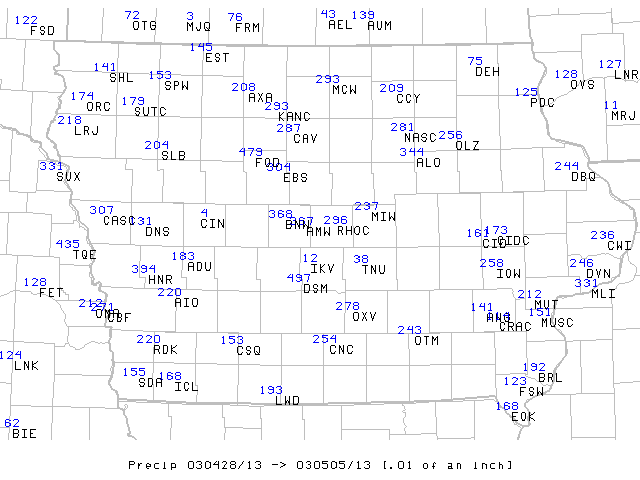 122 72 3 76 43 139
FSD OTG MJQ FRM AEL AUM
145
EST
141 153 75 127
SHL SPW DEH LNR
208 293 209 128
AXA MCW CCY OVS
174 179 293 125 11
ORC SUTC KANC PDC MRJ
218 287 281 256
LRJ CAV NASC OLZ
204 479 344
SLB FOD ALO
331 304 244
SUX EBS DBQ
307 131 4 368 296 237
CASC DNS CIN AMW RHOC MIW
435 161 173 236
TQE CID CIDC CWI
394 183 12 38 258 246
HNR ADU IKV TNU IOW DVN
128 497 331
FET DSM MLI
212 271 220 278 141 212 151
OMA CBF AIO OXV CRAC MUT MUSC
220 153 254 243
RDK CSQ CNC OTM
124
LNK
155 168 193 192
SDA ICL LWD BRL
123
FSW
62 168
BIE EOK
Precip 030428/13 -> 030505/13 [.01 of an inch]